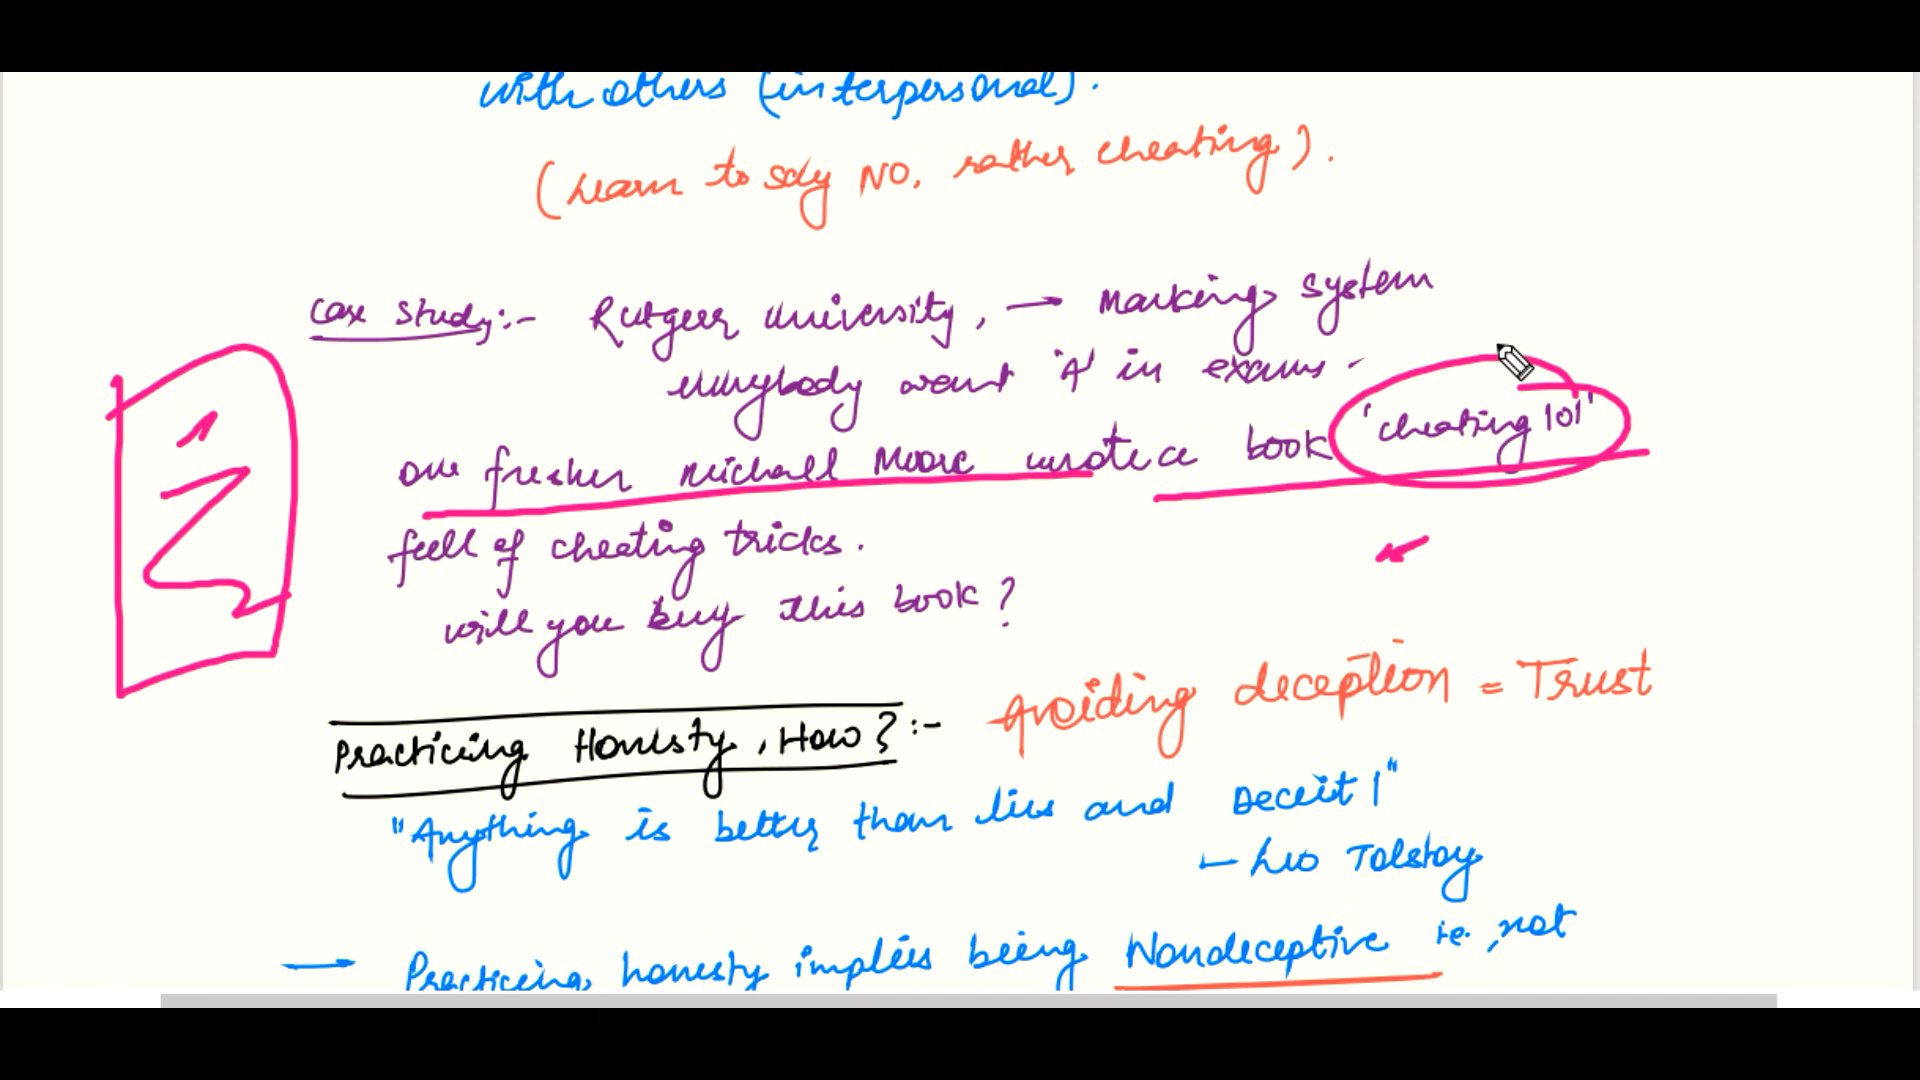 with others (interpersonal).
(Learn to say NO, rather cheating).
Case Study:- Rutger university, → Marking system
everybody want 'A' in exams.
one fresher Michall Moore wrote a book 'cheating 101'
full of cheating tricks.
will you buy this book?
Practicing Honesty, How? :- Avoiding deception = Trust
"Anything is better than lies and Deceit!"
- Leo Tolstoy
→ Practicing honesty implies being Nondeceptive i.e., not